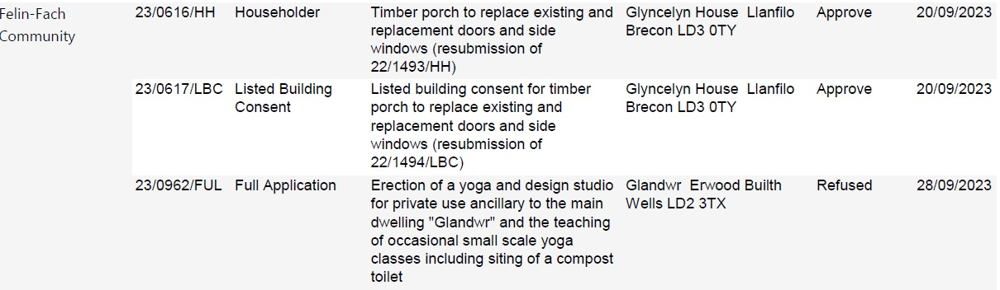 Felin-Fach
Community
23/0616/HH Householder Timber porch to replace existing and Glyncelyn House Llanfilo Approve 20/09/2023
replacement doors and side Brecon LD3 0TY
windows (resubmission of
22/1493/HH)
23/0617/LBC Listed Building Listed building consent for timber Glyncelyn House Llanfilo Approve 20/09/2023
Consent porch to replace existing and Brecon LD3 0TY
replacement doors and side
windows (resubmission of
22/1494/LBC)
23/0962/FUL Full Application Erection of a yoga and design studio Glandwr Erwood Builth Refused 28/09/2023
for private use ancillary to the main Wells LD2 3TX
dwelling "Glandwr" and the teaching
of occasional small scale yoga
classes including siting of a compost
toilet